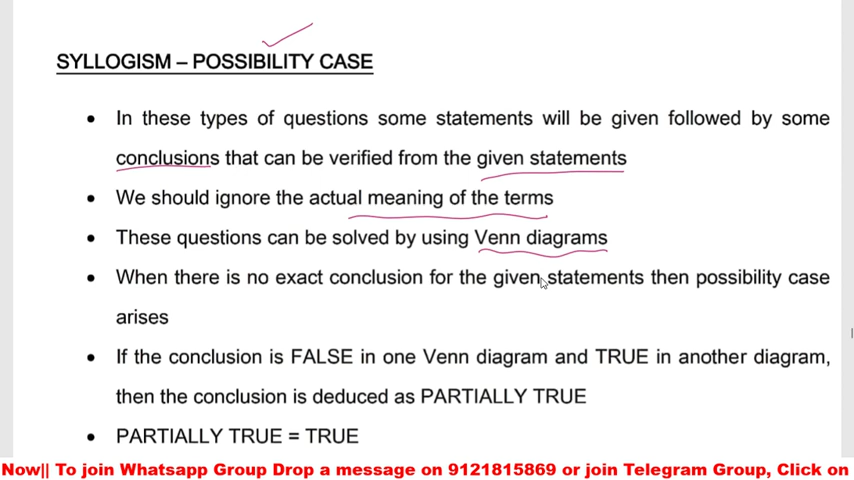 SYLLOGISM – POSSIBILITY CASE
• In these types of questions some statements will be given followed by some
conclusions that can be verified from the given statements
• We should ignore the actual meaning of the terms
• These questions can be solved by using Venn diagrams
• When there is no exact conclusion for the given statements then possibility case
arises
• If the conclusion is FALSE in one Venn diagram and TRUE in another diagram,
then the conclusion is deduced as PARTIALLY TRUE
• PARTIALLY TRUE = TRUE
Now|| To join Whatsapp Group Drop a message on 9121815869 or join Telegram Group, Click on